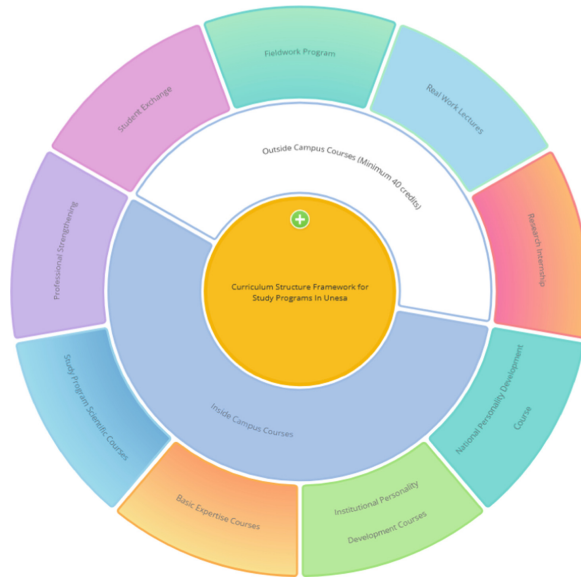 Fieldwork Program
Real Work Lectures
Research Internship
National Personality Development
Course
Institutional Personality
Development Courses
Basic Expertise Courses
Study Program Scientific Courses
Professional Strengthening
Student Exchange
Outside Campus Courses (Minimum 40 credits)
Inside Campus Courses
Curriculum Structure Framework for
Study Programs in Unesa